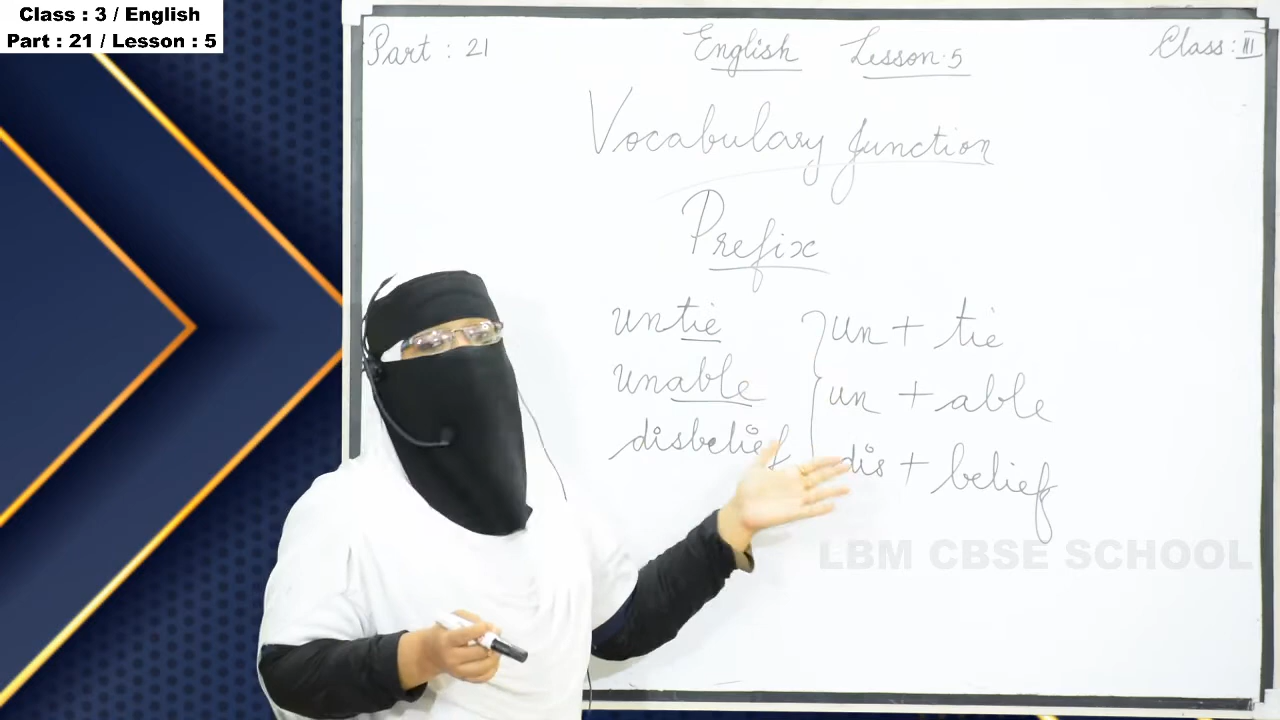 Class : 3 / English
Part : 21 / Lesson : 5
Part : 21 English Lesson.5 Class : III
Vocabulary junction
Prefix
untie un + tie
unable un + able
disbelief dis + belief
LBM CBSE SCHOOL